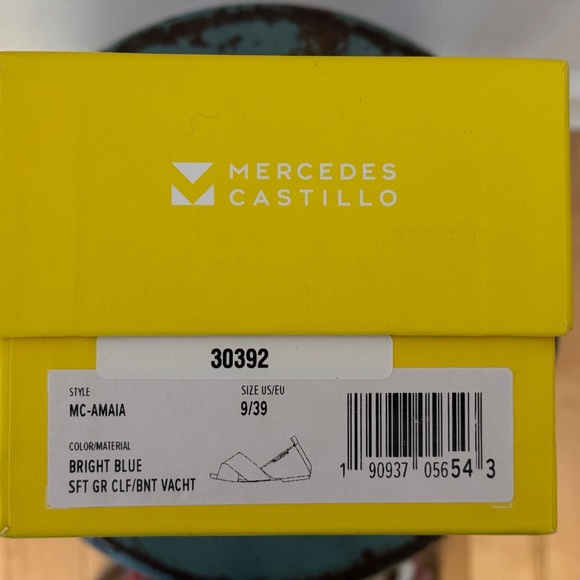 MERCEDES
CASTILLO
30392
STYLE
MC-AMAIA
SIZE US/EU
9/39
COLOR/MATERIAL
BRIGHT BLUE
SFT GR CLF/BNT VACHT
1 90937 05654 3